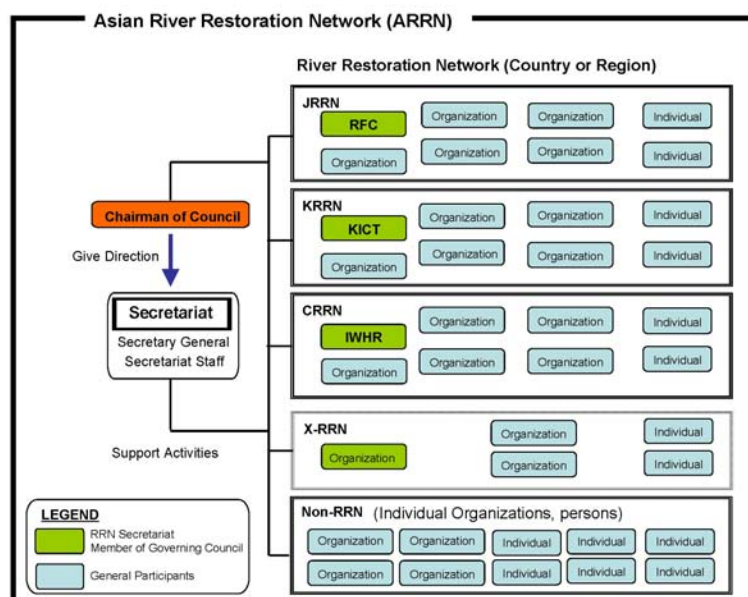 Asian River Restoration Network (ARRN)
River Restoration Network (Country or Region)
JRRN
RFC
Organization
Organization
Individual
Organization
Organization
Organization
Individual
Chairman of Council
Give Direction
Secretariat
Secretary General
Secretariat Staff
Support Activities
KRRN
KICT
Organization
Organization
Individual
Organization
Organization
Organization
Individual
CRRN
IWHR
Organization
Organization
Individual
Organization
Organization
Organization
Individual
X-RRN
Organization
Organization
Individual
Organization
Individual
Non-RRN (Individual Organizations, persons)
Organization
Organization
Individual
Individual
Individual
Organization
Organization
Individual
Individual
Individual
LEGEND
RRN Secretariat
Member of Governing Council
General Participants